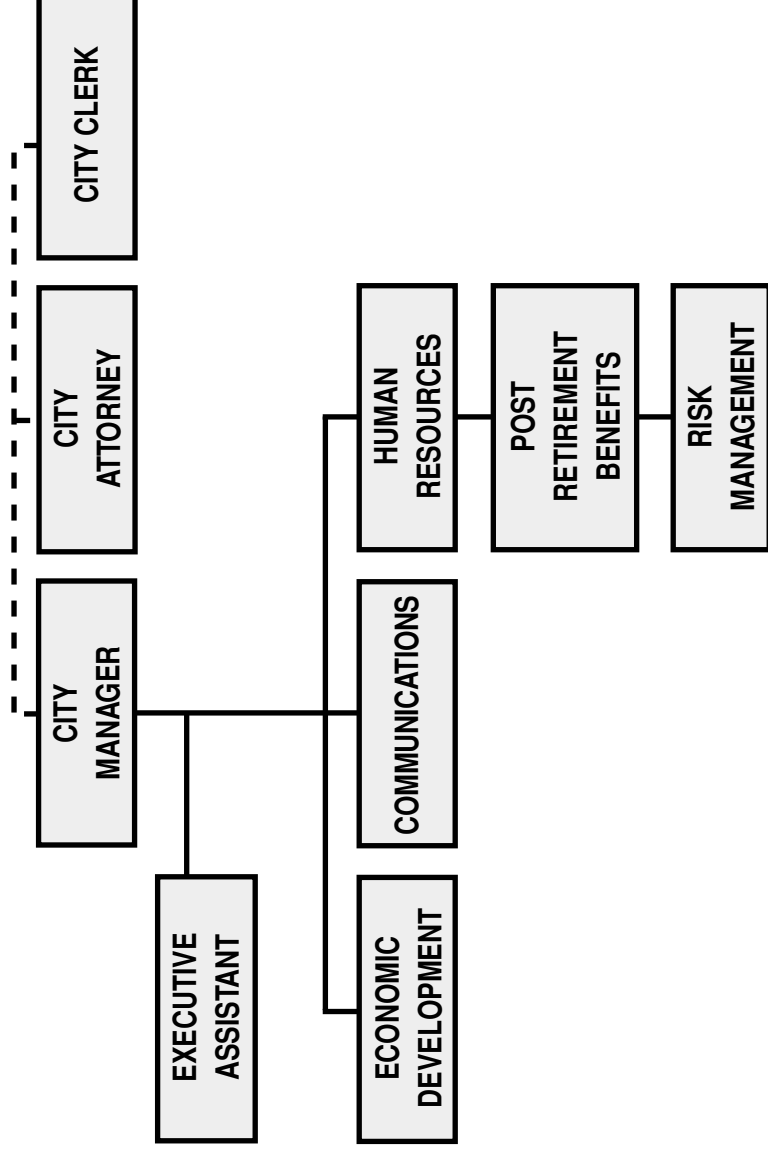 CITY
MANAGER
CITY
ATTORNEY
CITY CLERK
EXECUTIVE
ASSISTANT
ECONOMIC
DEVELOPMENT
COMMUNICATIONS
HUMAN
RESOURCES
POST
RETIREMENT
BENEFITS
RISK
MANAGEMENT